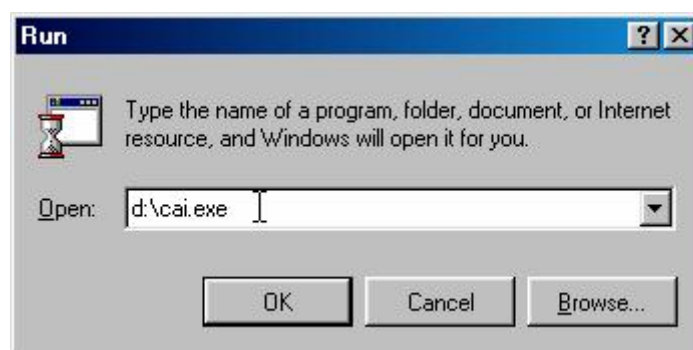 Run
Type the name of a program, folder, document, or Internet
resource, and Windows will open it for you.
Open: d:\cai.exe
OK Cancel Browse...